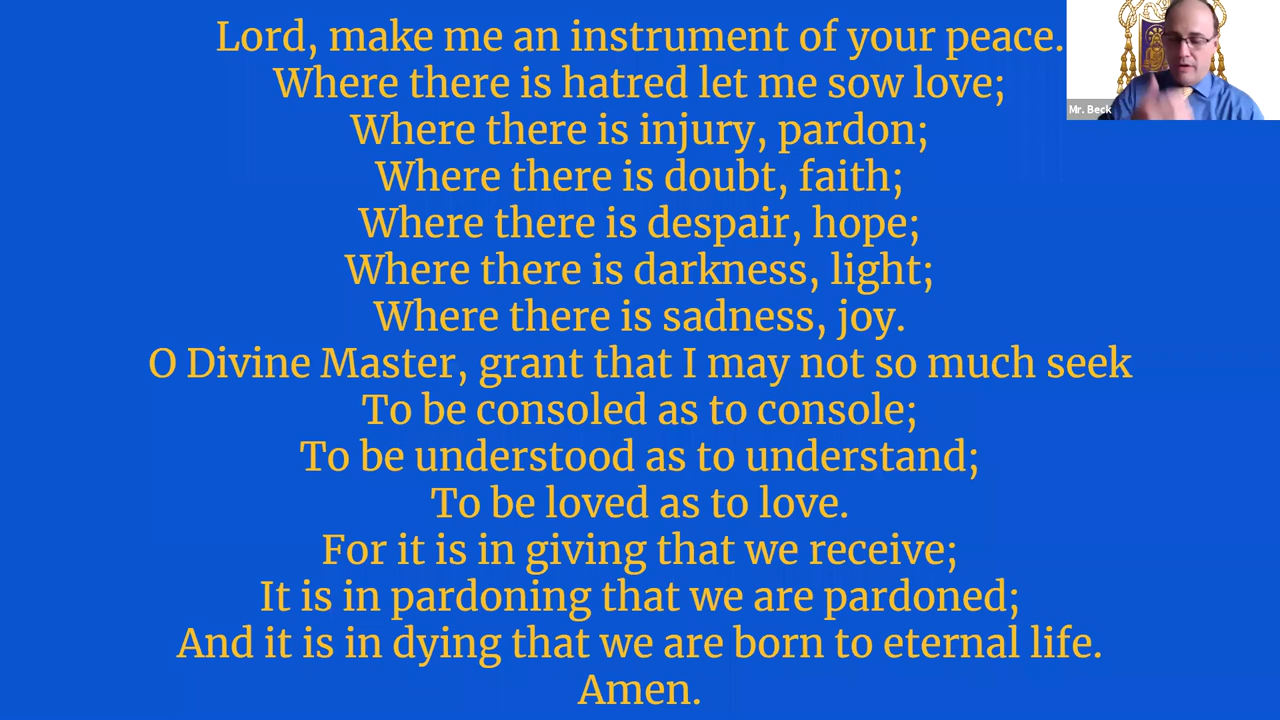 Lord, make me an instrument of your peace.
Where there is hatred let me sow love;
Where there is injury, pardon;
Where there is doubt, faith;
Where there is despair, hope;
Where there is darkness, light;
Where there is sadness, joy.
O Divine Master, grant that I may not so much seek
To be consoled as to console;
To be understood as to understand;
To be loved as to love.
For it is in giving that we receive;
It is in pardoning that we are pardoned;
And it is in dying that we are born to eternal life.
Amen.
Mr. Beck